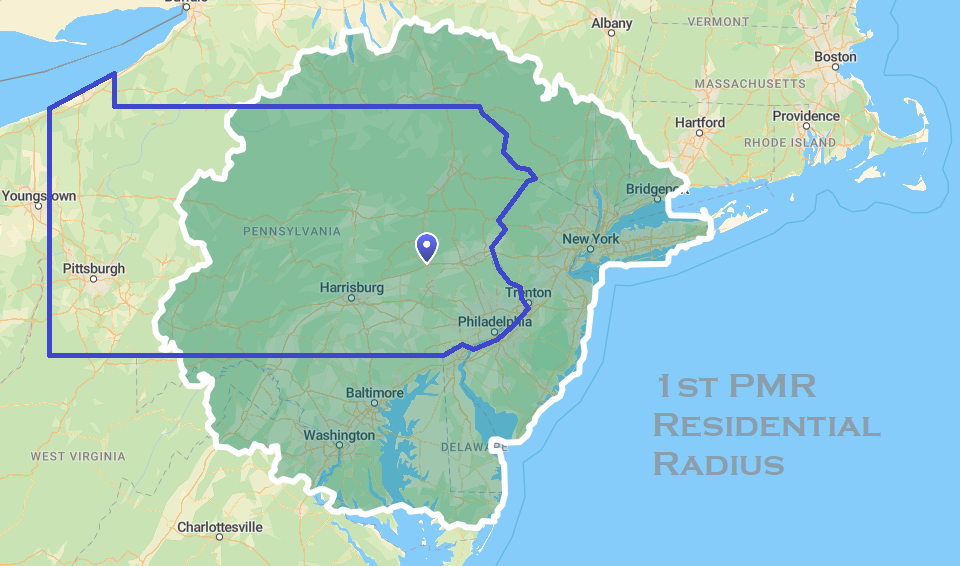 Albany
VERMONT
Boston
MASSACHUSETTS
Hartford
Providence
RHODE ISLAND
Youngstown
PENNSYLVANIA
New York
Pittsburgh
Harrisburg
Trenton
Philadelphia
Baltimore
Washington
DELAWARE
WEST VIRGINIA
Charlottesville
1st PMR
Residential
Radius